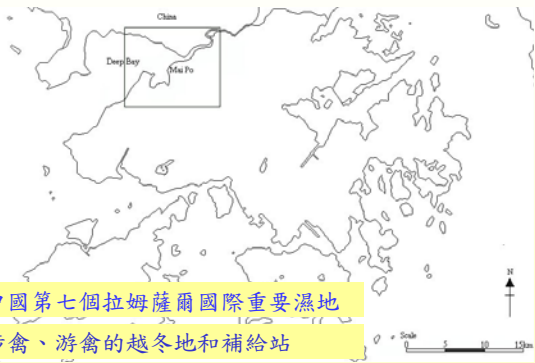 China
Deep Bay
Mai Po
國第七個拉姆薩爾國際重要濕地
禽、游禽的越冬地和補給站
N
Scale
0 5 10 15km